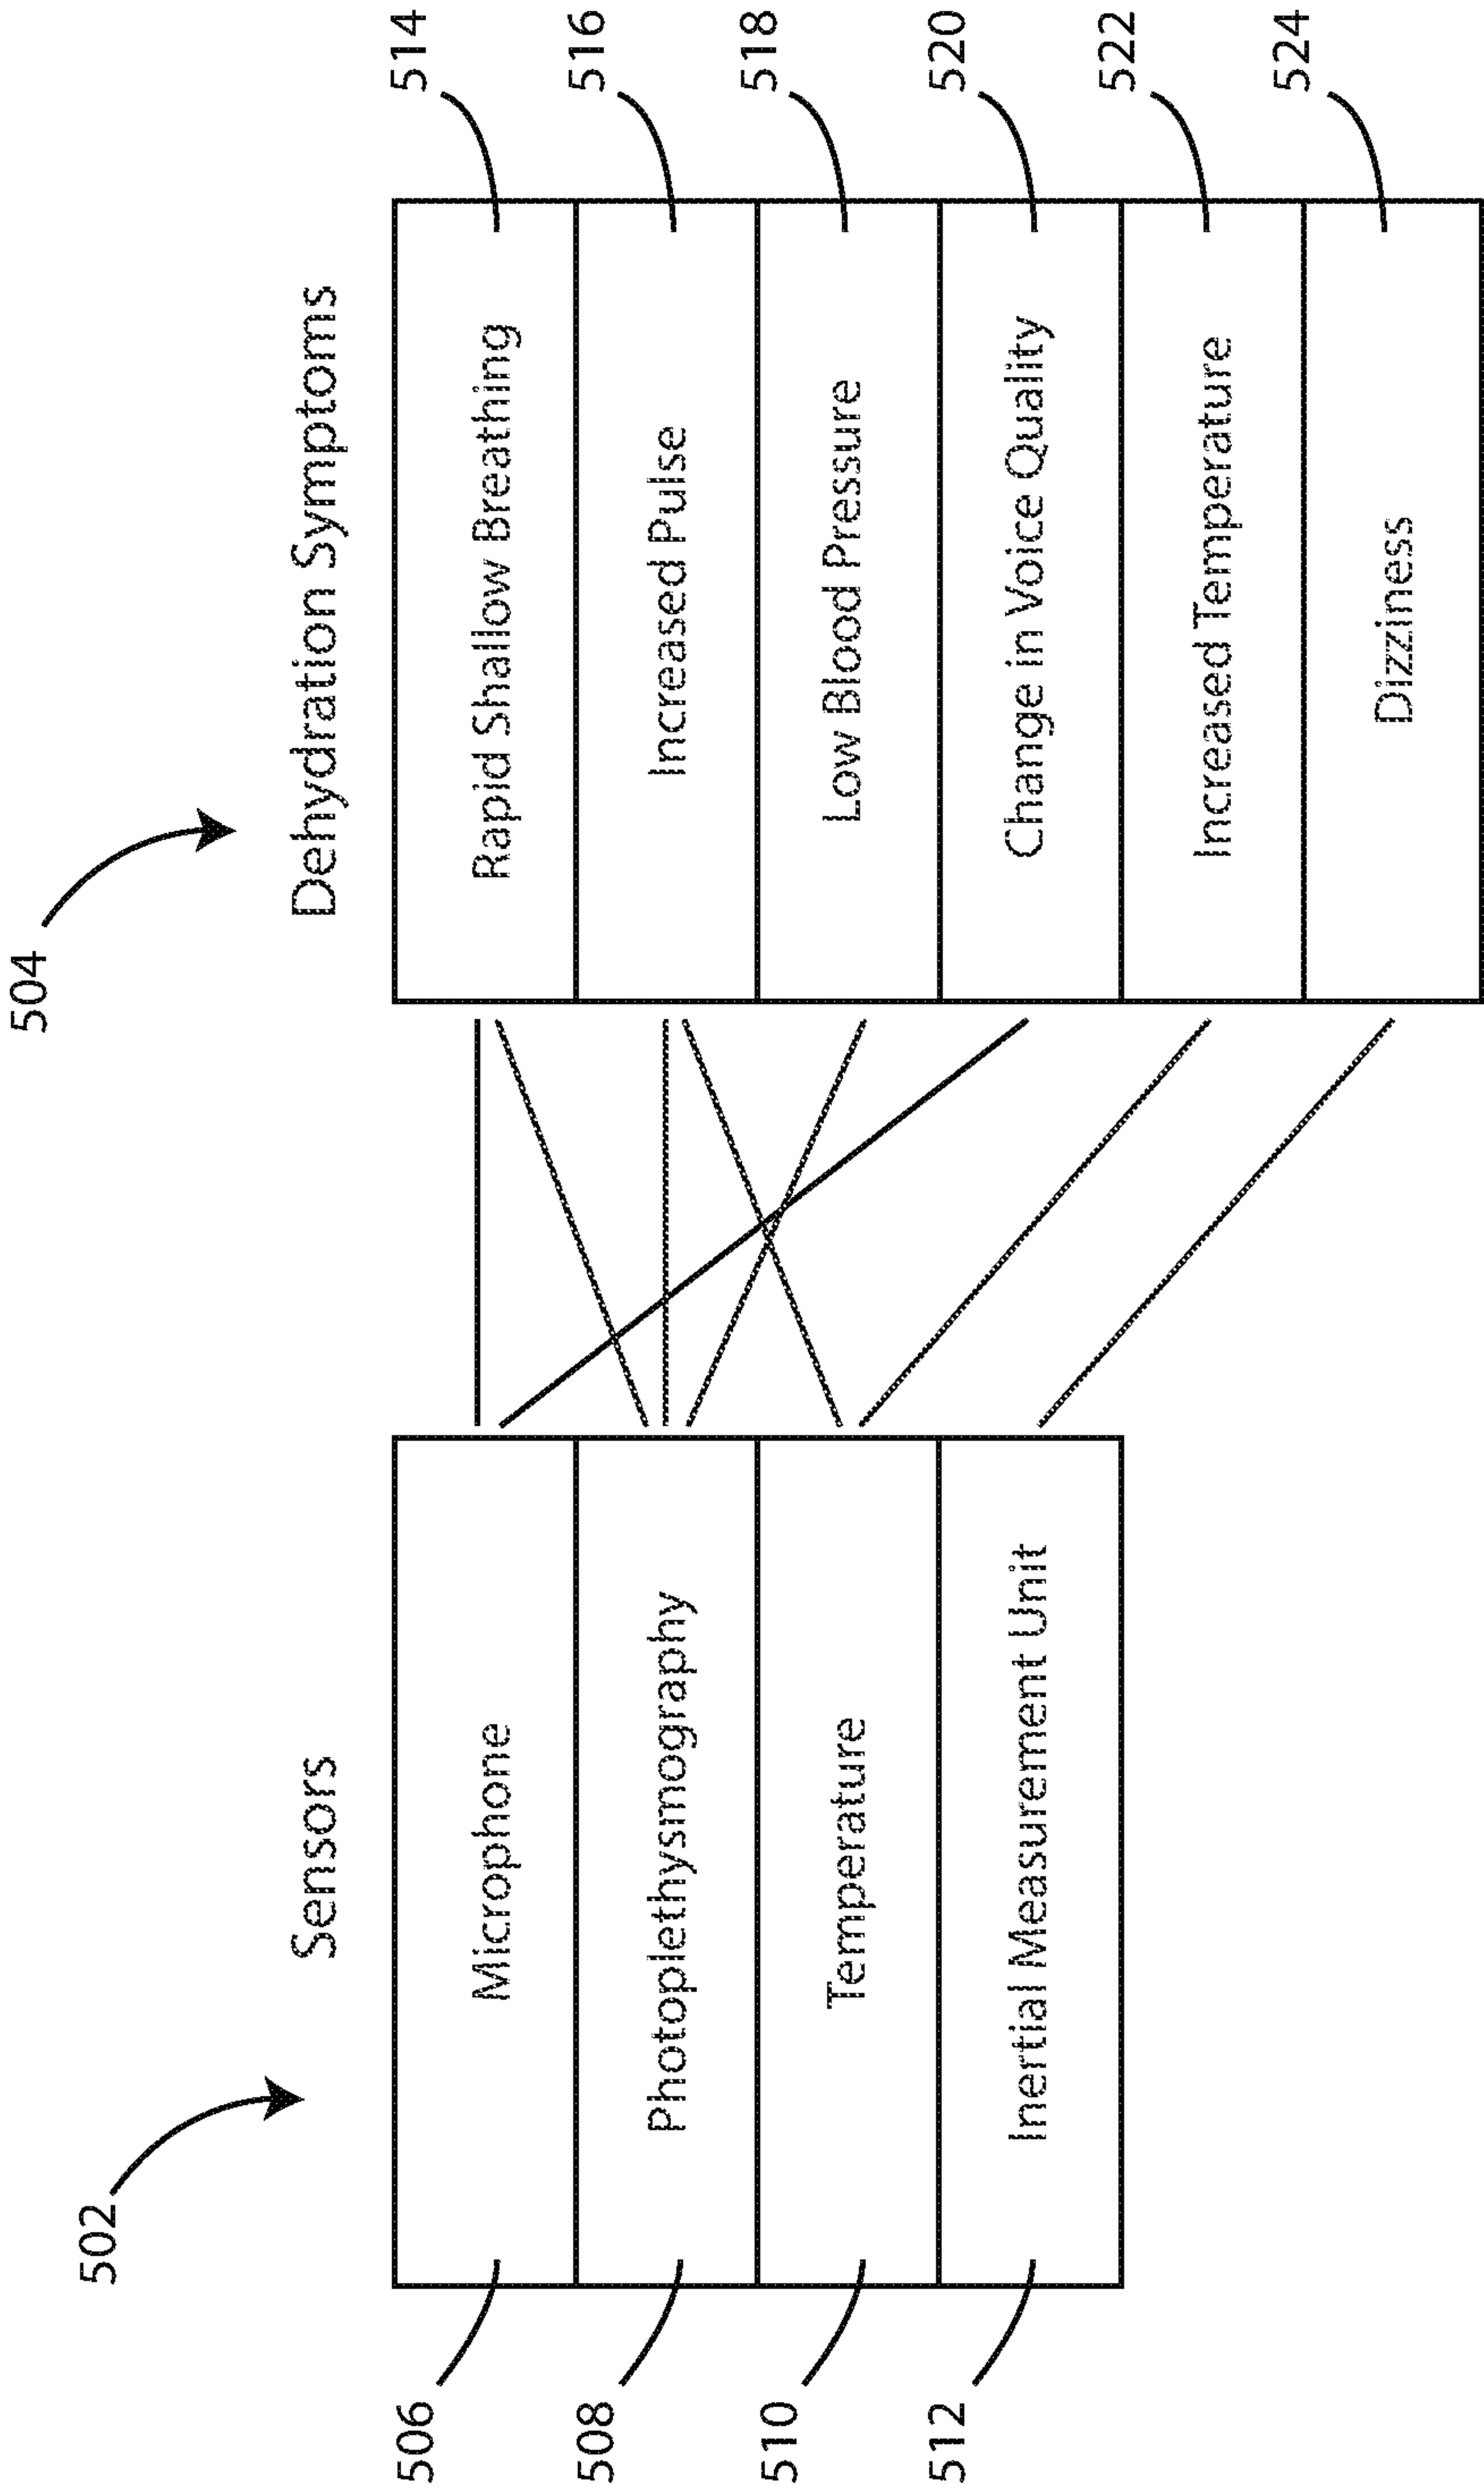 504
502
Sensors
Dehydration Symptoms
506
Microphone
Rapid Shallow Breathing
514
508
Photoplethysmography
Increased Pulse
516
510
Temperature
Low Blood Pressure
518
512
Inertial Measurement Unit
Change in Voice Quality
520
Increased Temperature
522
Dizziness
524